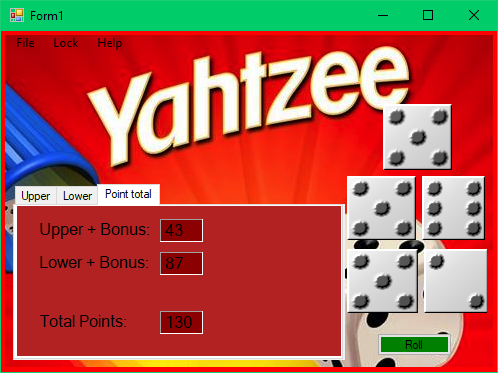 Form1
File Lock Help
Yahtzee
Upper Lower Point total
Upper + Bonus: 43
Lower + Bonus: 87
Total Points: 130
Roll